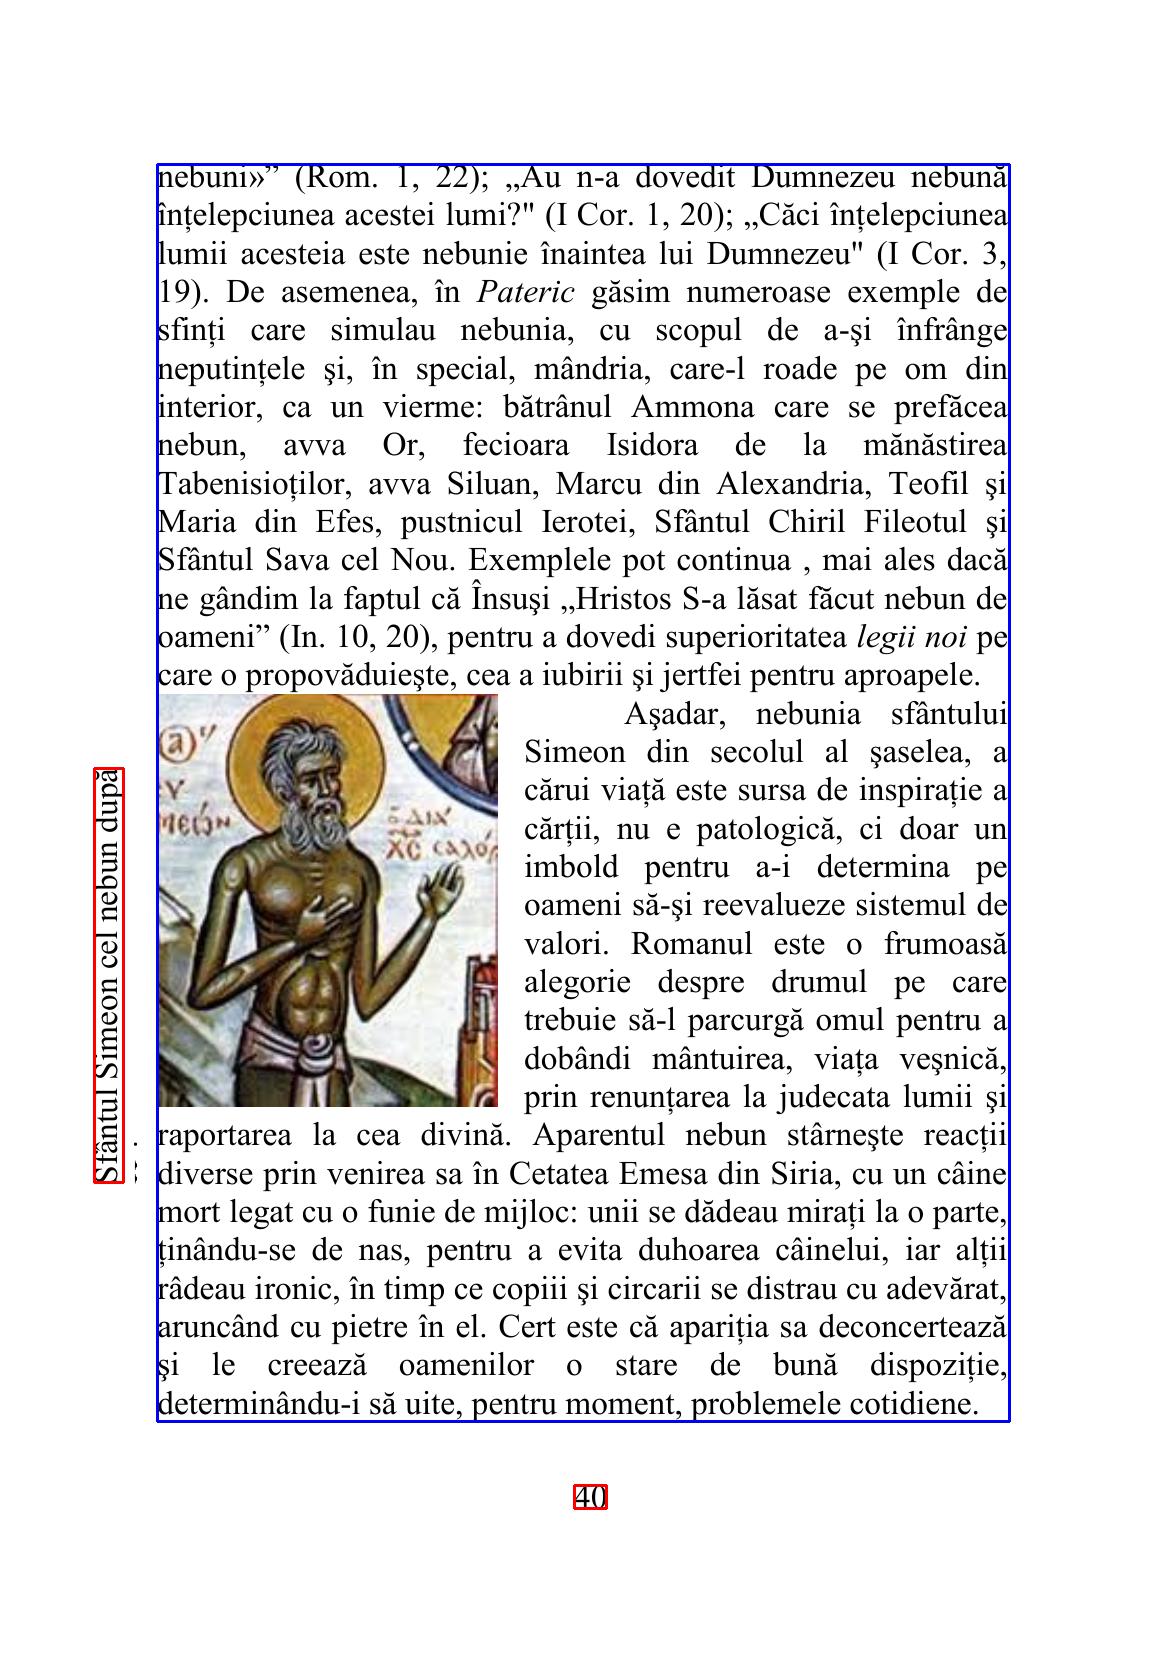 nebuni»” (Rom. 1, 22); „Au n-a dovedit Dumnezeu nebună
înțelepciunea acestei lumi?" (I Cor. 1, 20); „Căci înțelepciunea
lumii acesteia este nebunie înaintea lui Dumnezeu" (I Cor. 3,
19). De asemenea, în Pateric găsim numeroase exemple de
sfinți care simulau nebunia, cu scopul de a-şi înfrânge
neputințele şi, în special, mândria, care-l roade pe om din
interior, ca un vierme: bătrânul Ammona care se prefăcea
nebun, avva Or, fecioara Isidora de la mănăstirea
Tabenisioților, avva Siluan, Marcu din Alexandria, Teofil şi
Maria din Efes, pustnicul Ierotei, Sfântul Chiril Fileotul şi
Sfântul Sava cel Nou. Exemplele pot continua , mai ales dacă
ne gândim la faptul că Însuşi „Hristos S-a lăsat făcut nebun de
oameni” (In. 10, 20), pentru a dovedi superioritatea legii noi pe
care o propovăduieşte, cea a iubirii şi jertfei pentru aproapele.
Aşadar, nebunia sfântului
Simeon din secolul al şaselea, a
cărui viață este sursa de inspirație a
cărții, nu e patologică, ci doar un
imbold pentru a-i determina pe
oameni să-şi reevalueze sistemul de
valori. Romanul este o frumoasă
alegorie despre drumul pe care
trebuie să-l parcurgă omul pentru a
dobândi mântuirea, viața veşnică,
prin renunțarea la judecata lumii şi
raportarea la cea divină. Aparentul nebun stârneşte reacții
diverse prin venirea sa în Cetatea Emesa din Siria, cu un câine
mort legat cu o funie de mijloc: unii se dădeau mirați la o parte,
ținându-se de nas, pentru a evita duhoarea câinelui, iar alții
râdeau ironic, în timp ce copiii şi circarii se distrau cu adevărat,
aruncând cu pietre în el. Cert este că apariția sa deconcertează
şi le creează oamenilor o stare de bună dispoziție,
determinându-i să uite, pentru moment, problemele cotidiene.
Sfântul Simeon cel nebun după
40